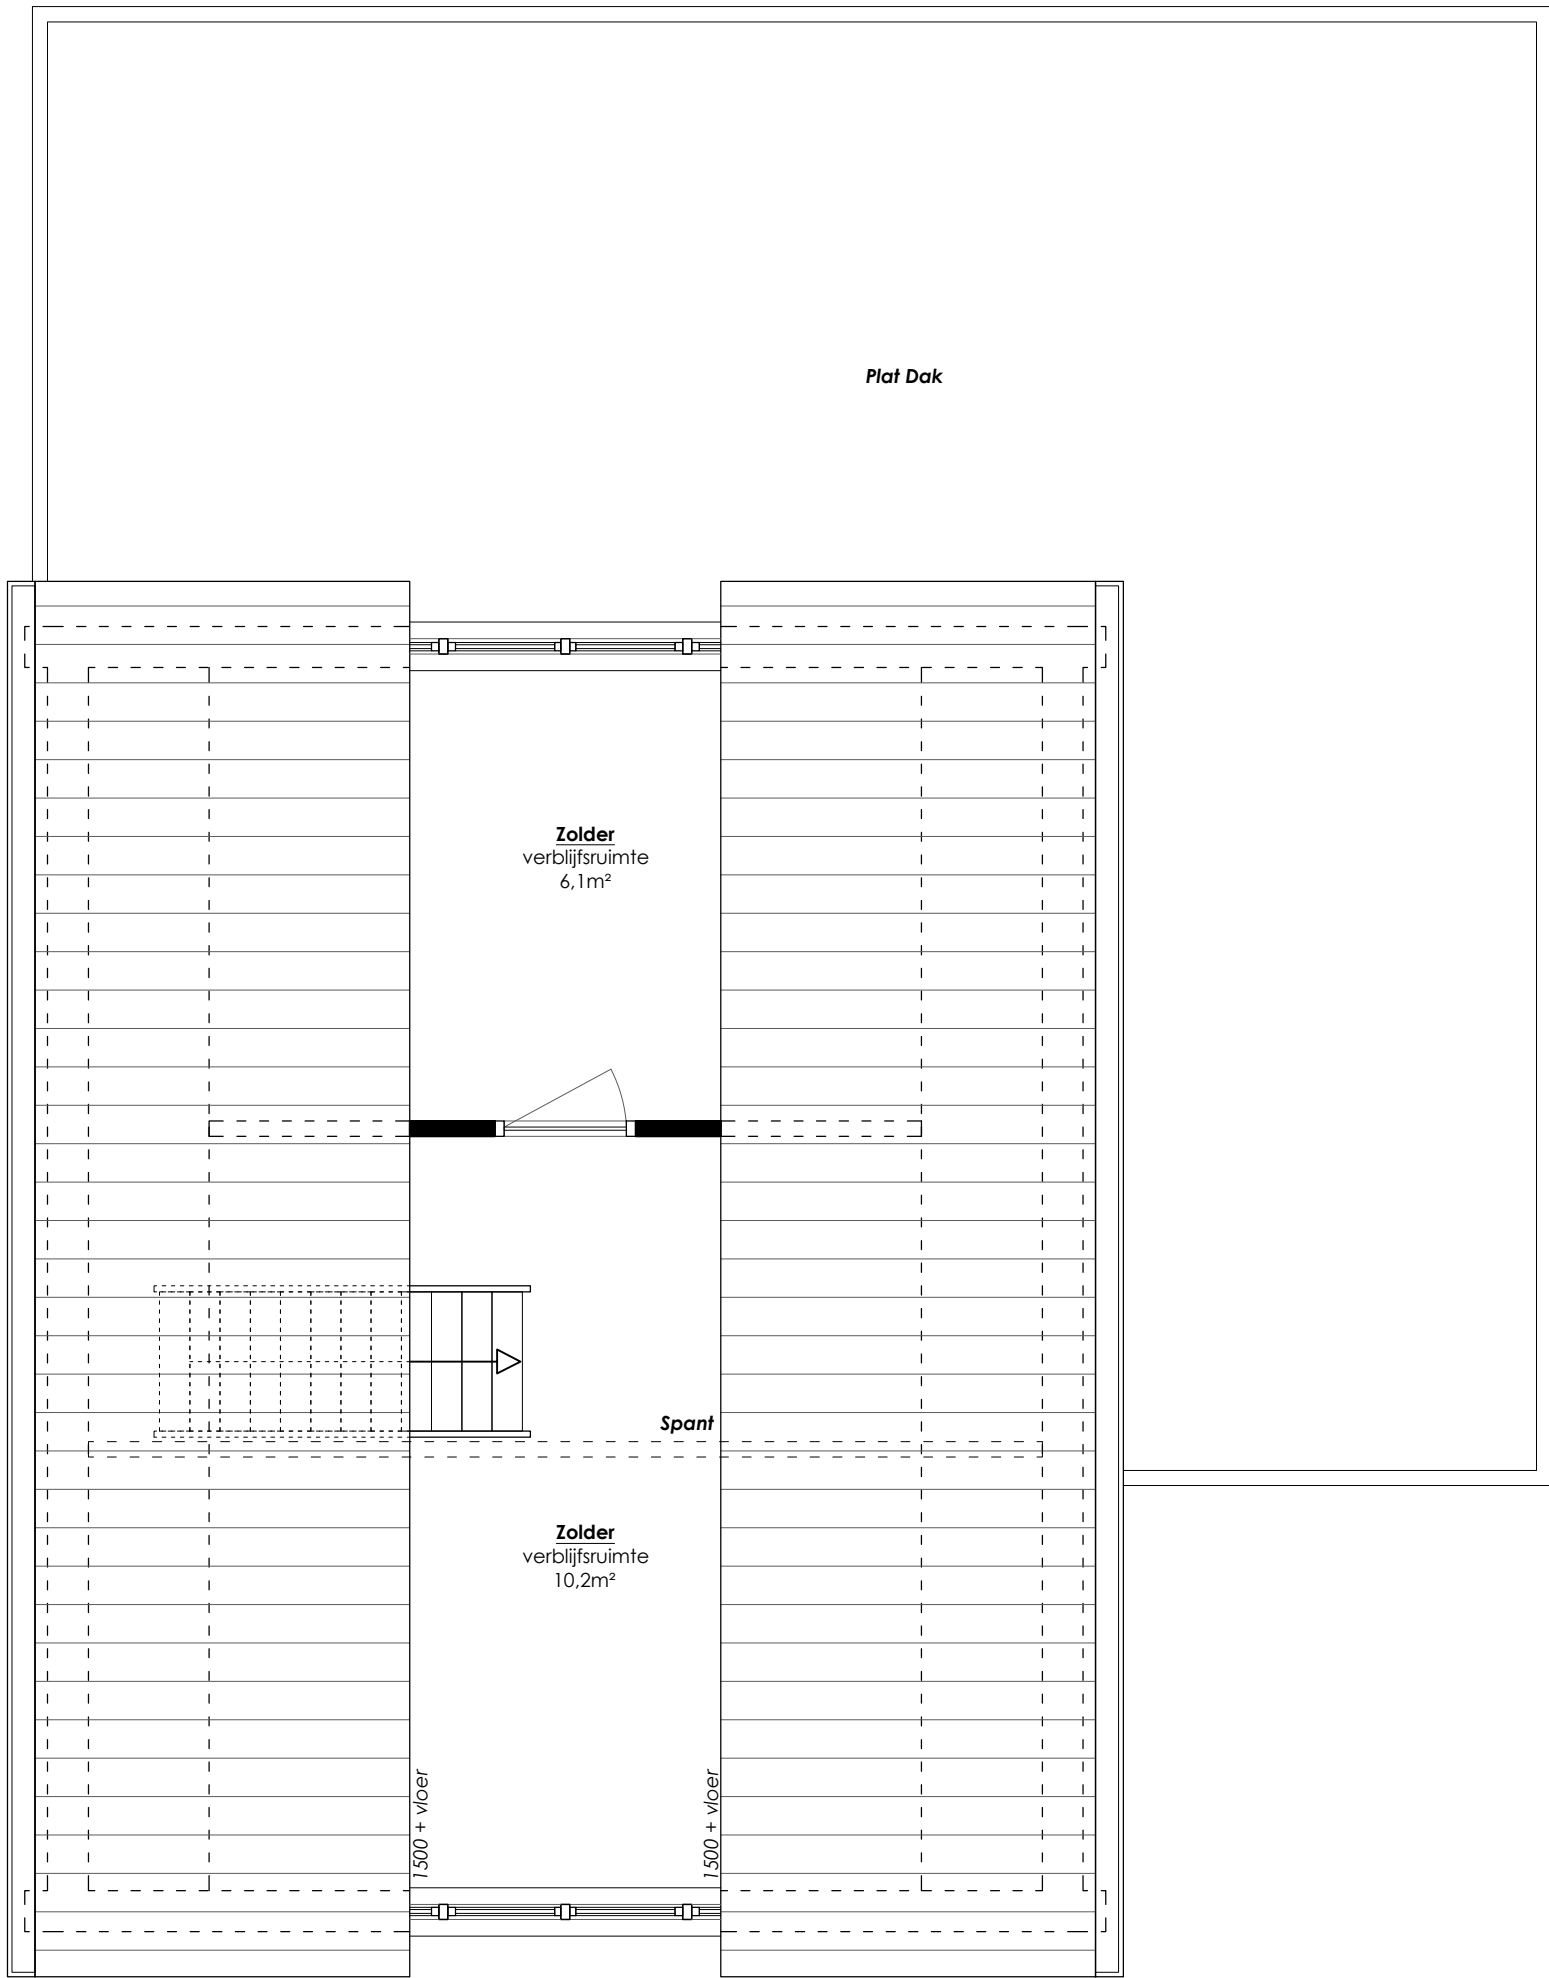 Plat Dak
Zolder
verblijfsruimte
6,1m²
Spant
Zolder
verblijfsruimte
10,2m²
1500 + vloer
1500 + vloer